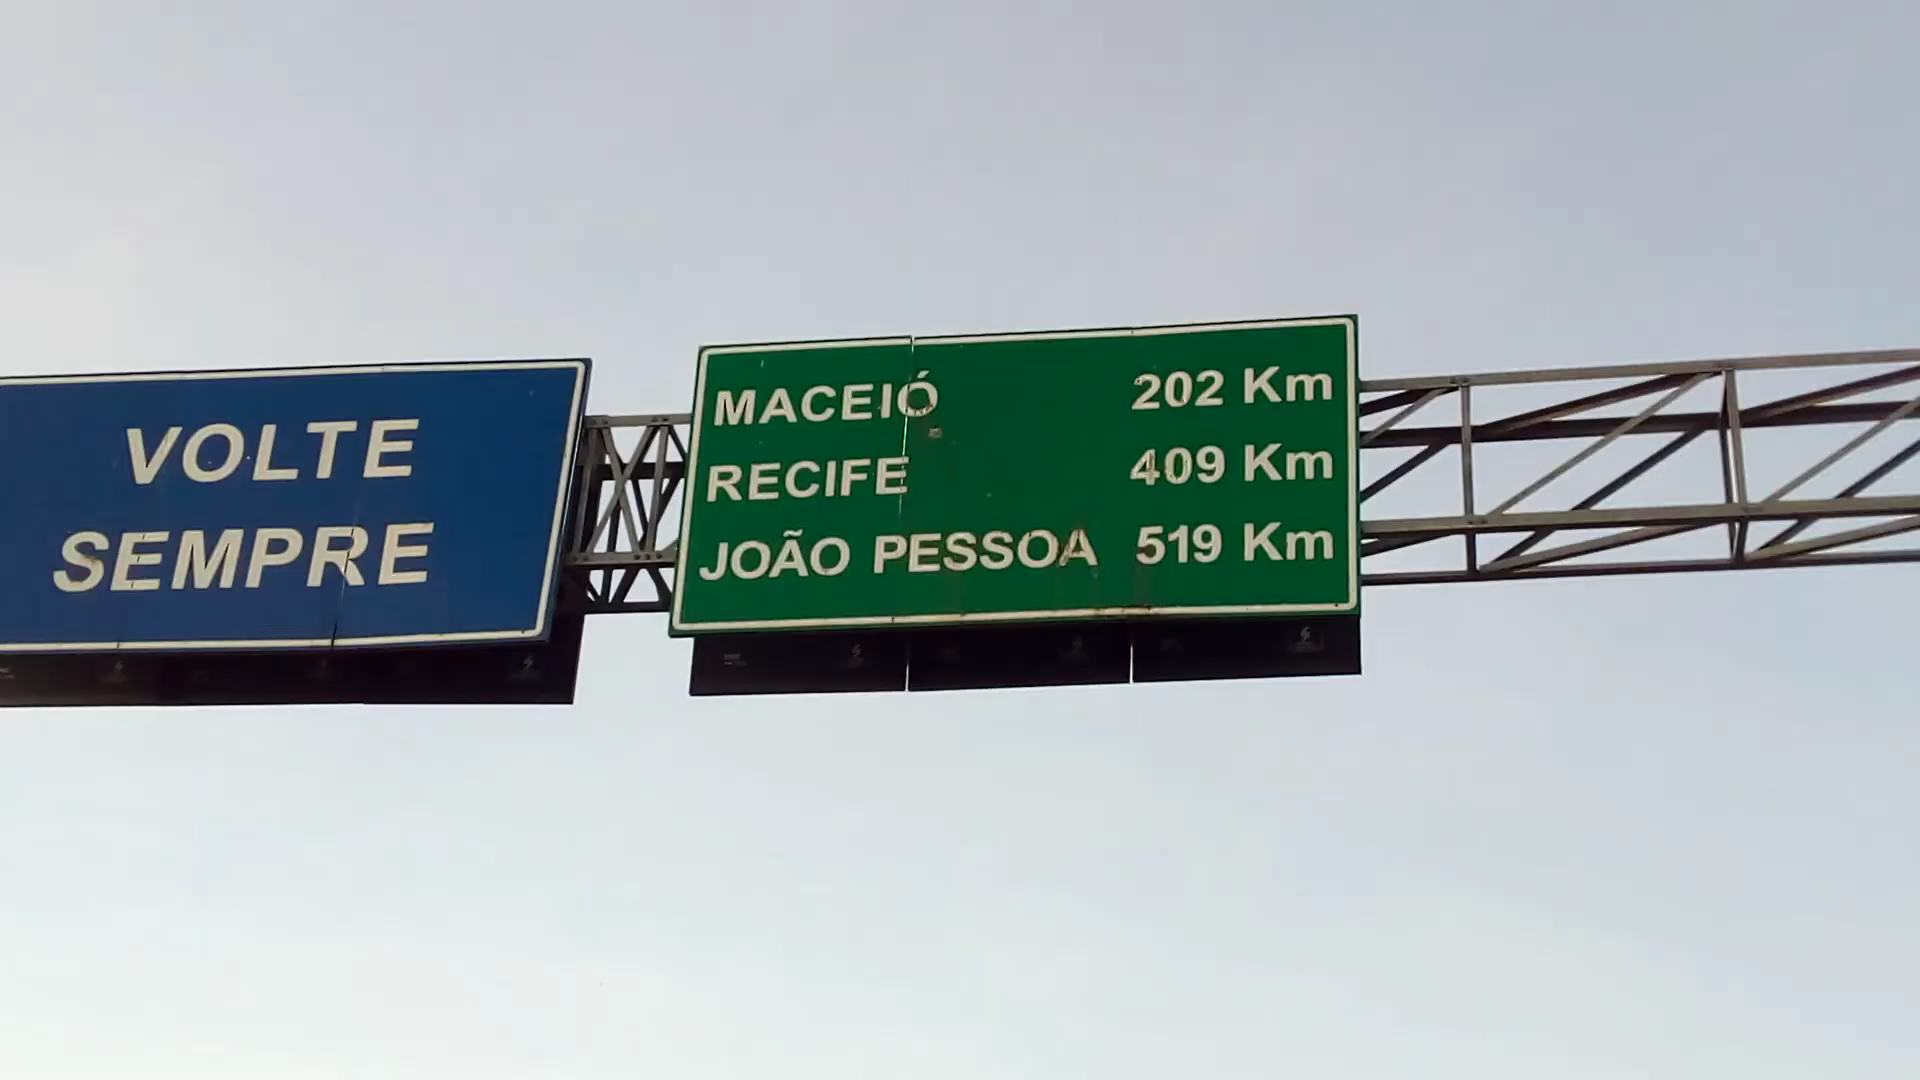 VOLTE
SEMPRE
MACEIÓ 202 Km
RECIFE 409 Km
JOÃO PESSOA 519 Km